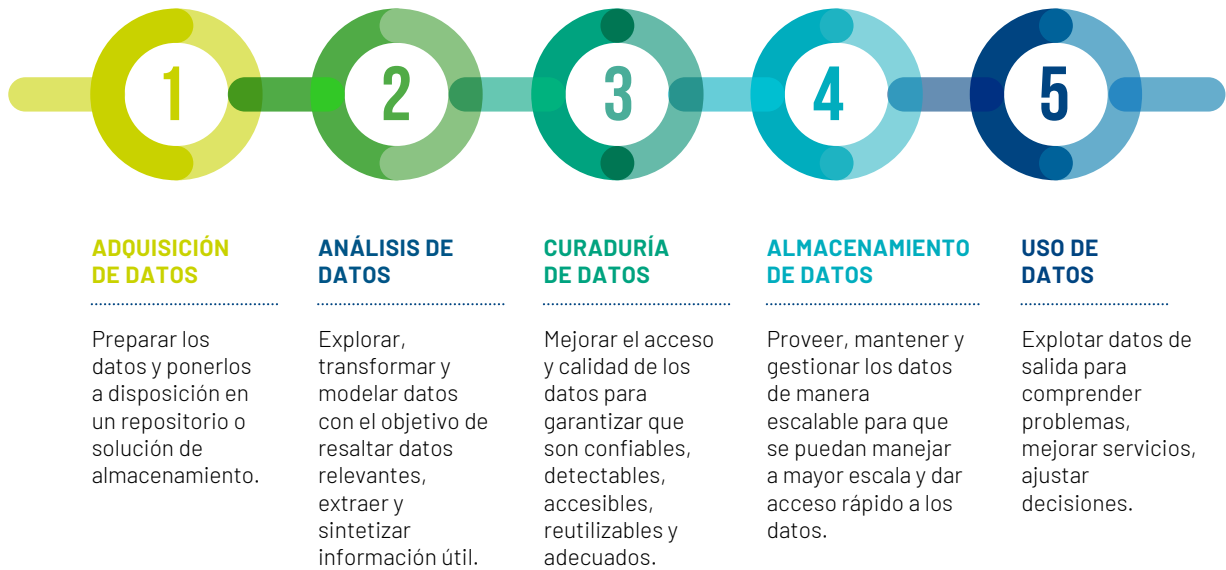 1
2
3
4
5
ADQUISICIÓN
DE DATOS
Preparar los
datos y ponerlos
a disposición en
un repositorio o
solución de
almacenamiento.
ANÁLISIS DE
DATOS
Explorar,
transformar y
modelar datos
con el objetivo de
resaltar datos
relevantes,
extraer y
sintetizar
información útil.
CURADURÍA
DE DATOS
Mejorar el acceso
y calidad de los
datos para
garantizar que
son confiables,
detectables,
accesibles,
reutilizables y
adecuados.
ALMACENAMIENTO
DE DATOS
Proveer, mantener y
gestionar los datos
de manera
escalable para que
se puedan manejar
a mayor escala y dar
acceso rápido a los
datos.
USO DE
DATOS
Explotar datos de
salida para
comprender
problemas,
mejorar servicios,
ajustar
decisiones.